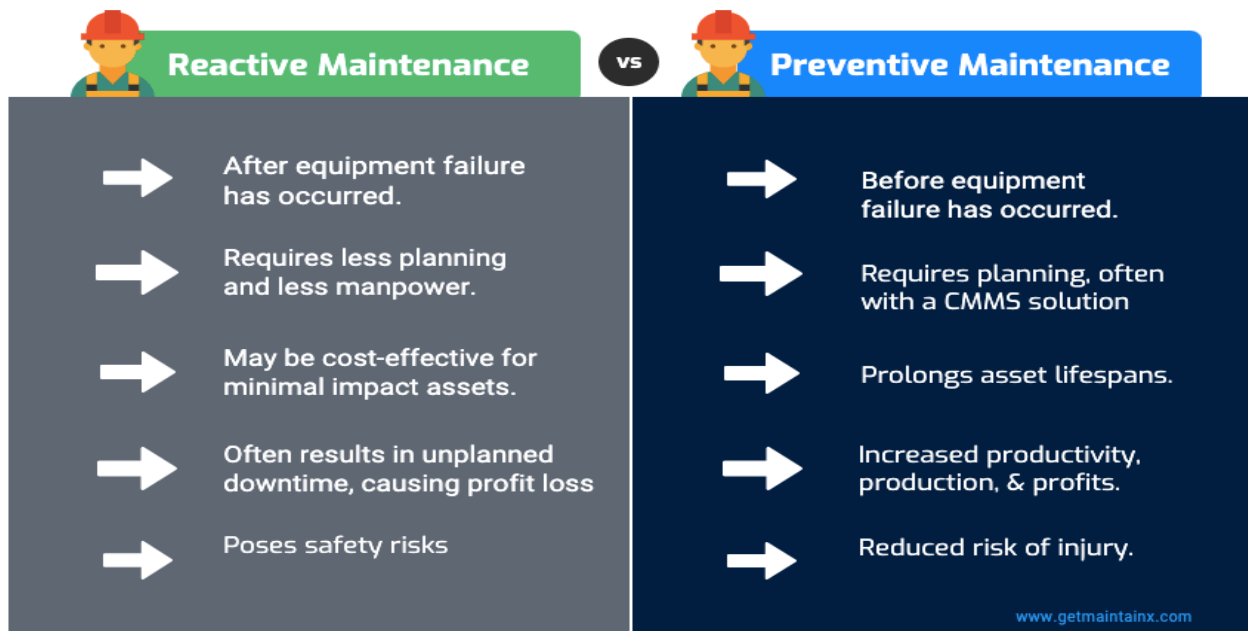 Reactive Maintenance
vs
Preventive Maintenance
After equipment failure
has occurred.
Requires less planning
and less manpower.
May be cost-effective for
minimal impact assets.
Often results in unplanned
downtime, causing profit loss
Poses safety risks
Before equipment
failure has occurred.
Requires planning, often
with a CMMS solution
Prolongs asset lifespans.
Increased productivity,
production, & profits.
Reduced risk of injury.
www.getmaintainx.com